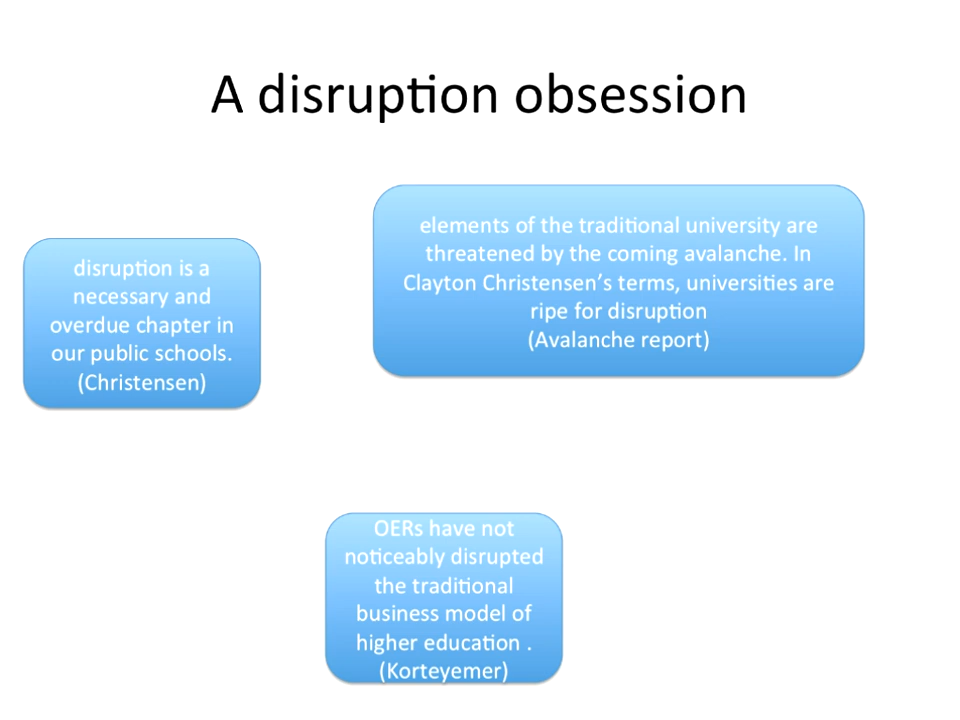 A disruption obsession
disruption is a
necessary and
overdue chapter in
our public schools.
(Christensen)
elements of the traditional university are
threatened by the coming avalanche. In
Clayton Christensen’s terms, universities are
ripe for disruption
(Avalanche report)
OERs have not
noticeably disrupted
the traditional
business model of
higher education .
(Korteyemer)